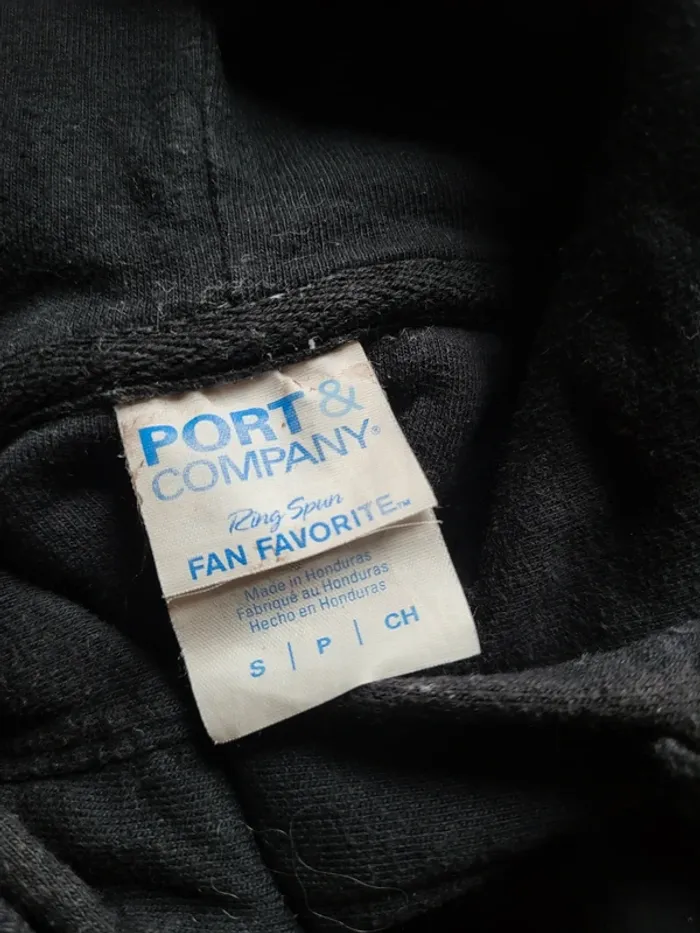 PORT &
COMPANY®
Ring Spun
FAN FAVORITE™
Made in Honduras
Fabriqué au Honduras
Hecho en Honduras
S | P | CH